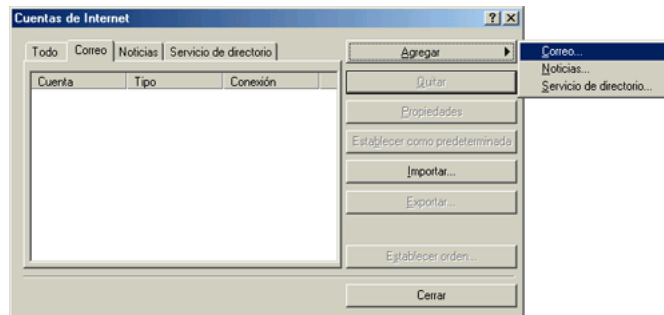 Cuentas de Internet
Todo Correo Noticias Servicio de directorio
Cuenta Tipo Conexión
Agregar
Quitar
Propiedades
Establecer como predeterminada
Importar...
Exportar...
Establecer orden...
Cerrar
Correo...
Noticias...
Servicio de directorio...